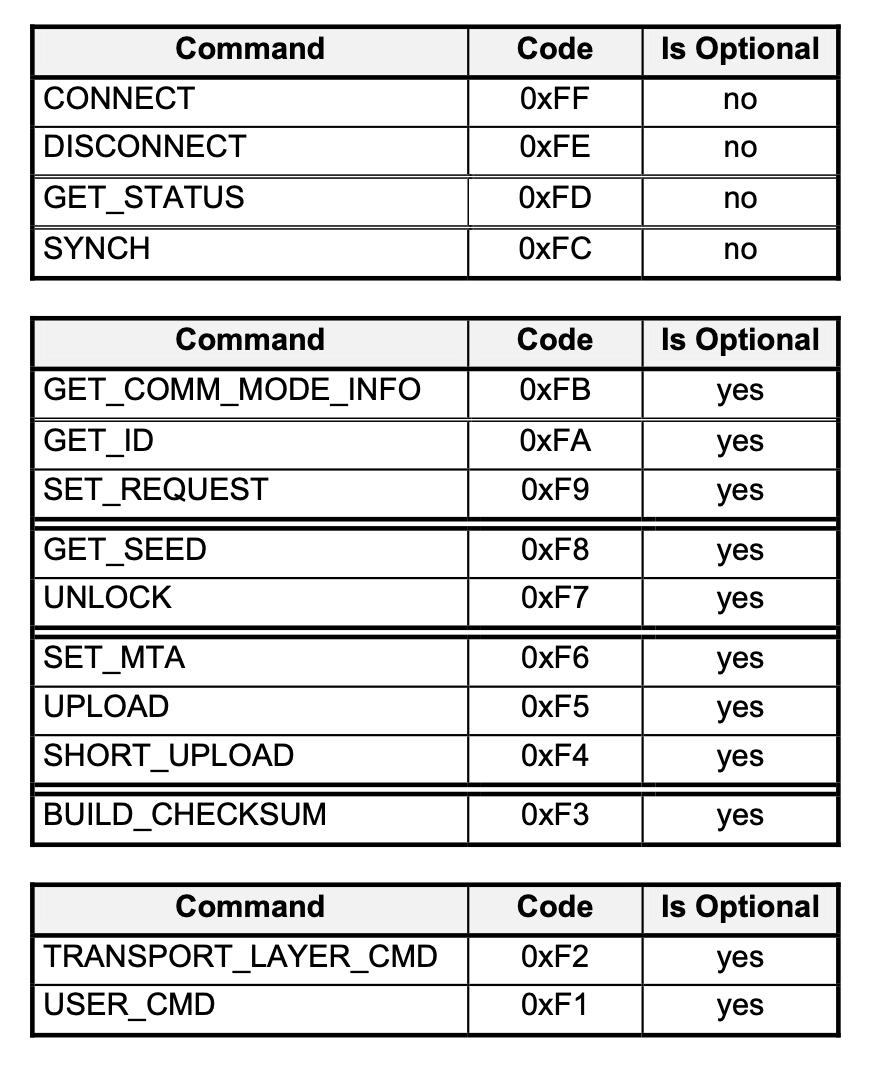 Command Code Is Optional
CONNECT 0xFF no
DISCONNECT 0xFE no
GET_STATUS 0xFD no
SYNCH 0xFC no
Command Code Is Optional
GET_COMM_MODE_INFO 0xFB yes
GET_ID 0xFA yes
SET_REQUEST 0xF9 yes
GET_SEED 0xF8 yes
UNLOCK 0xF7 yes
SET_MTA 0xF6 yes
UPLOAD 0xF5 yes
SHORT_UPLOAD 0xF4 yes
BUILD_CHECKSUM 0xF3 yes
Command Code Is Optional
TRANSPORT_LAYER_CMD 0xF2 yes
USER_CMD 0xF1 yes